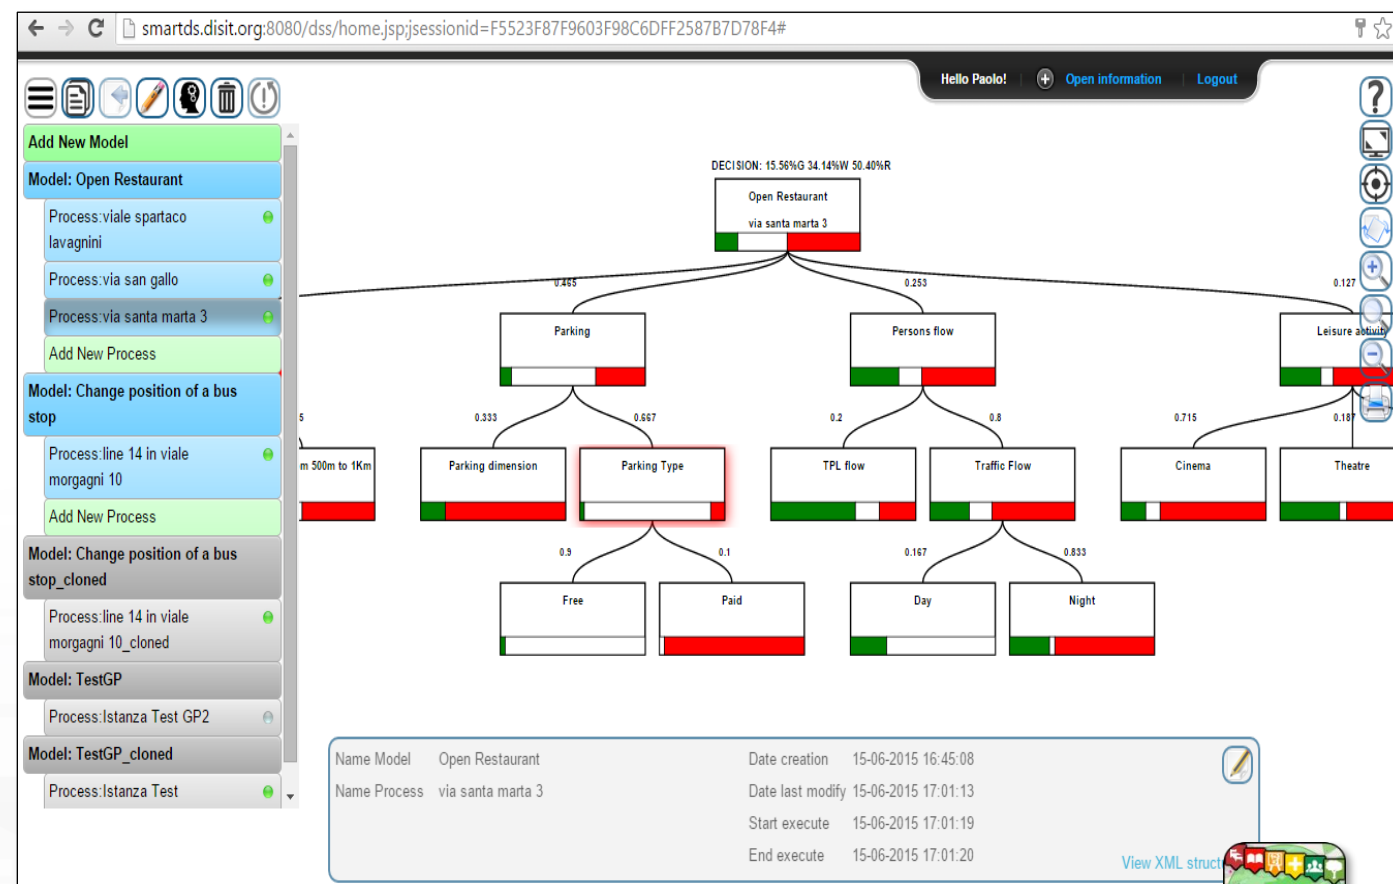 smartds.disit.org:8080/dss/home.jsp;jsessionid=F5523F87F9603F98C6DFF2587B7D78F4#
Hello Paolo!
Open information
Logout
Add New Model
Model: Open Restaurant
Process:viale spartaco
lavagnini
Process:via san gallo
Process:via santa marta 3
Add New Process
Model: Change position of a bus
stop
Process:line 14 in viale
morgagni 10
Add New Process
Model: Change position of a bus
stop_cloned
Process:line 14 in viale
morgagni 10_cloned
Model: TestGP
Process:Istanza Test GP2
Model: TestGP_cloned
Process:Istanza Test
DECISION: 15.56%G 34.14%W 50.40%R
Open Restaurant
via santa marta 3
0.465
0.253
0.127
Parking
Persons flow
Leisure activity
5
0.333
0.667
0.2
0.8
0.715
0.187
m 500m to 1Km
Parking dimension
Parking Type
TPL flow
Traffic Flow
Cinema
Theatre
0.9
0.1
0.167
0.833
Free
Paid
Day
Night
Name Model Open Restaurant
Name Process via santa marta 3
Date creation 15-06-2015 16:45:08
Date last modify 15-06-2015 17:01:13
Start execute 15-06-2015 17:01:19
End execute 15-06-2015 17:01:20
View XML struct